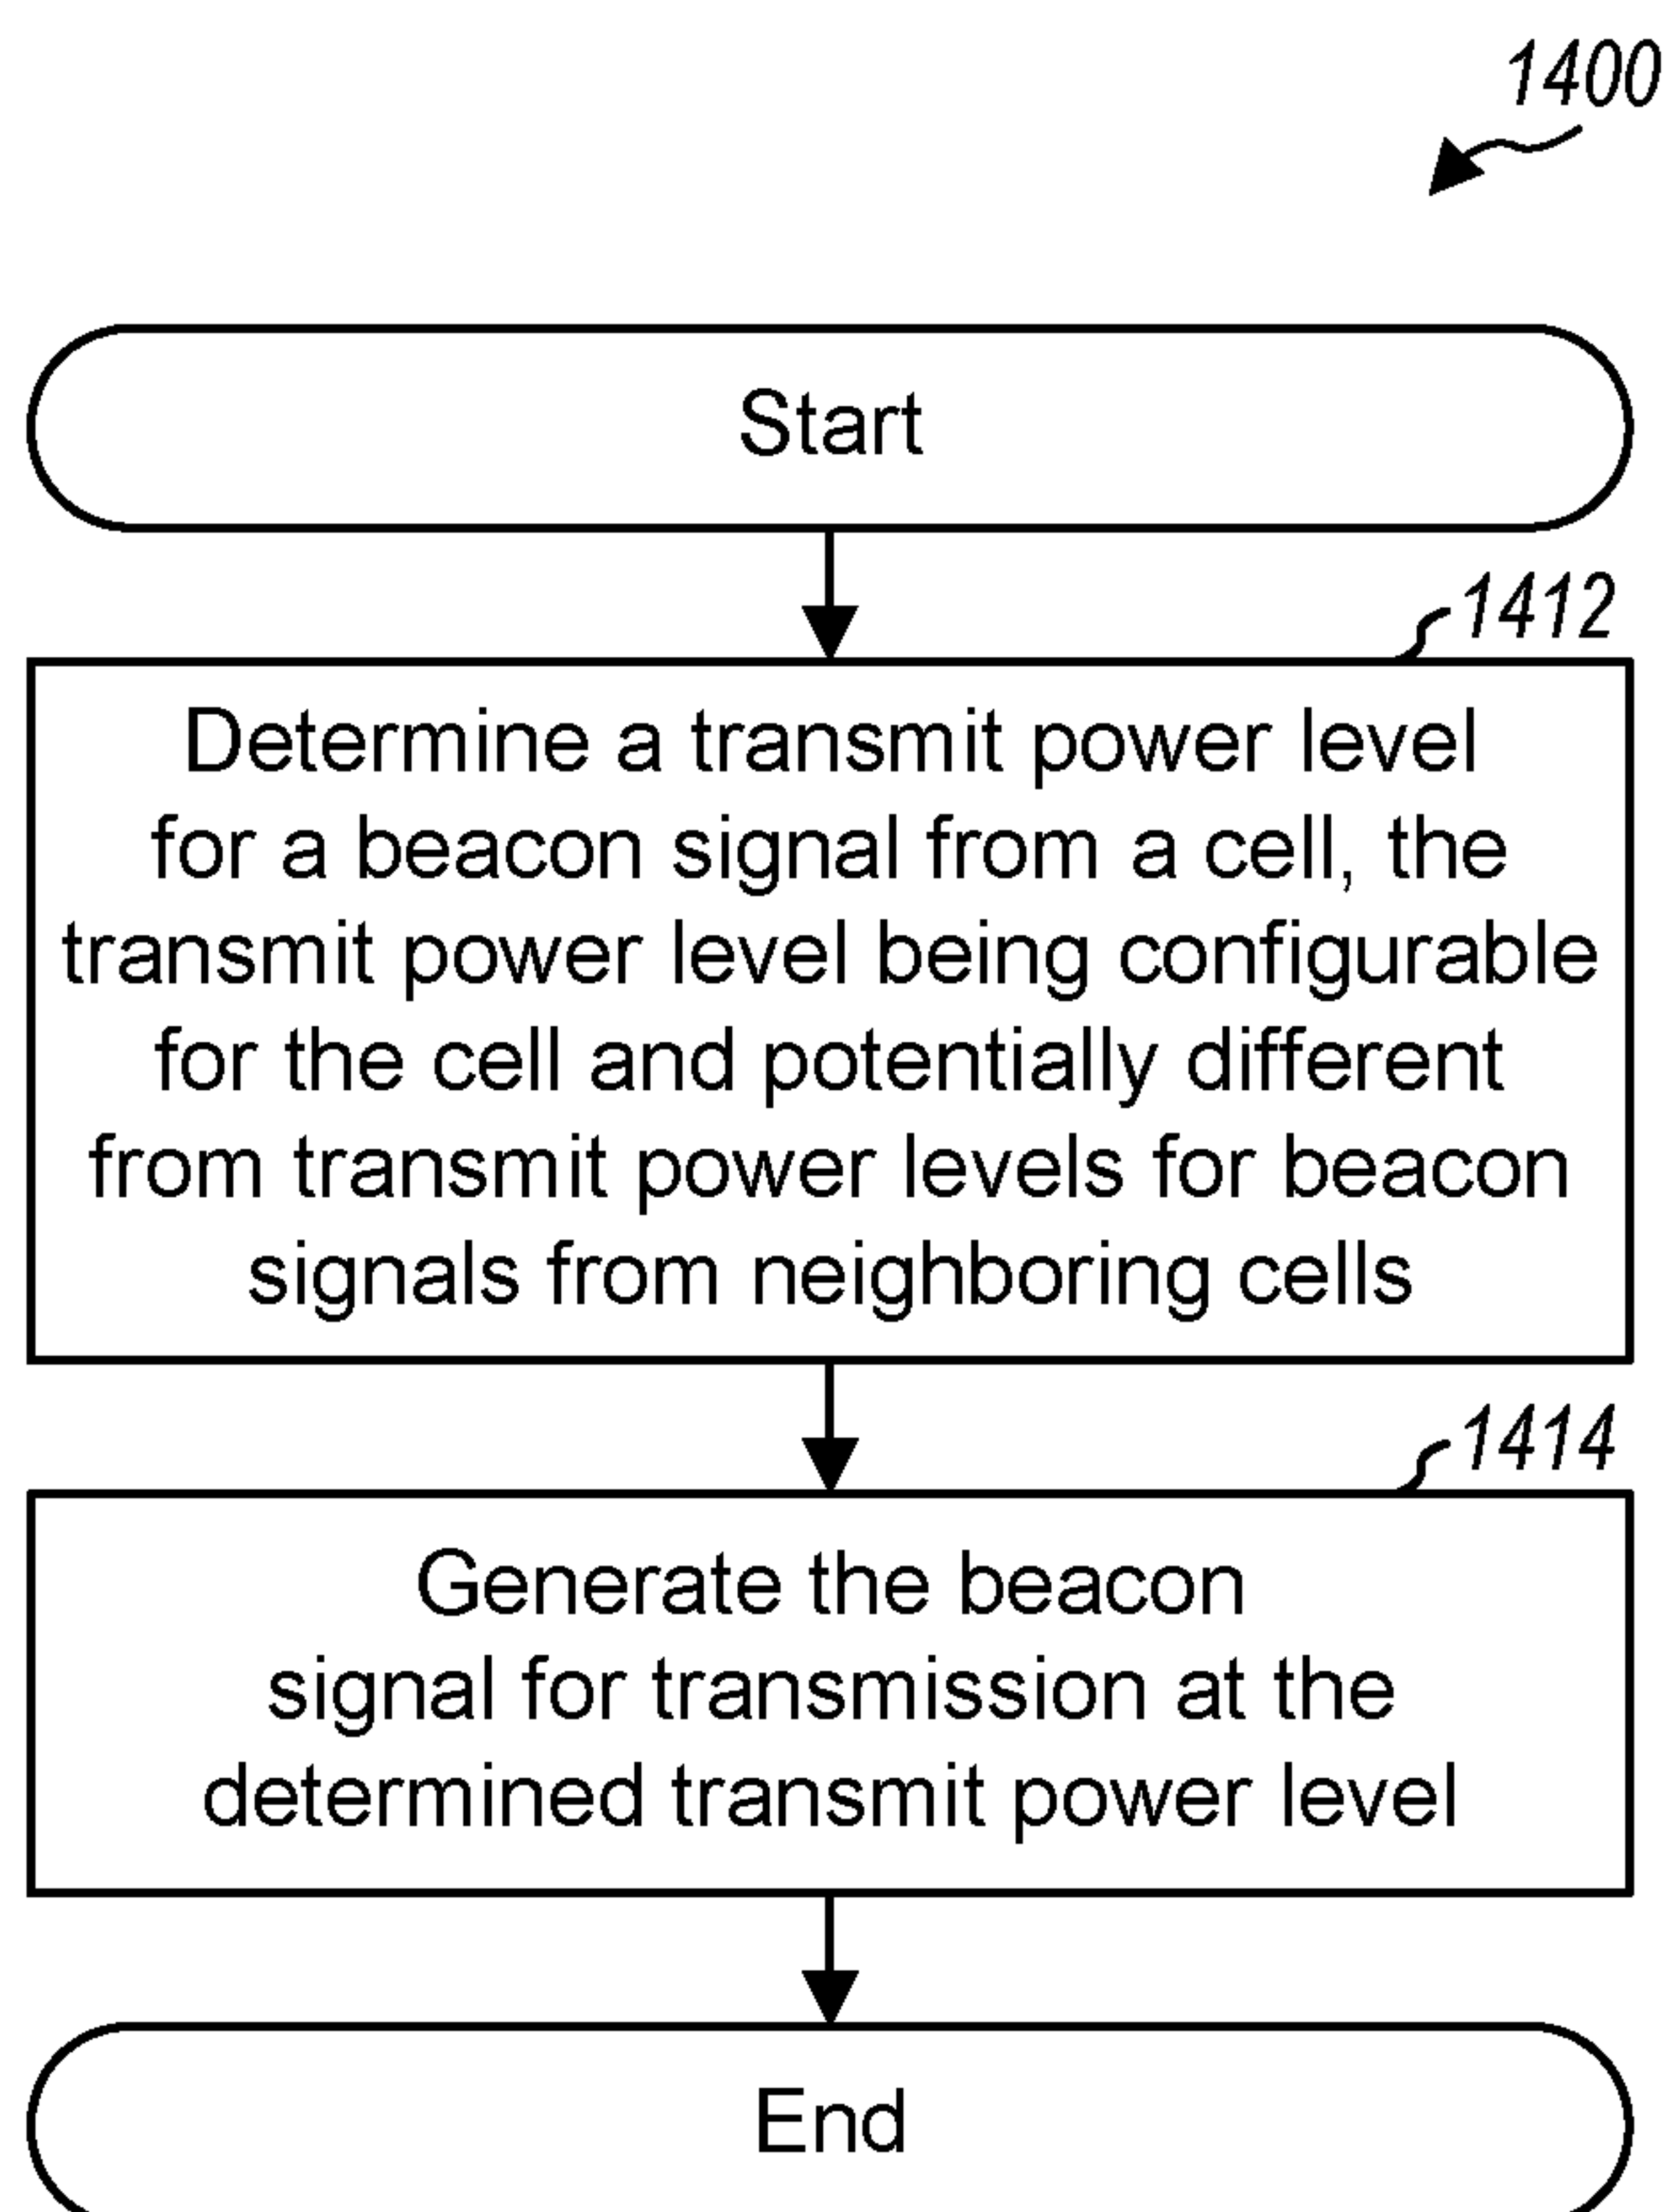 1400
Start
1412
Determine a transmit power level
for a beacon signal from a cell, the
transmit power level being configurable
for the cell and potentially different
from transmit power levels for beacon
signals from neighboring cells
1414
Generate the beacon
signal for transmission at the
determined transmit power level
End